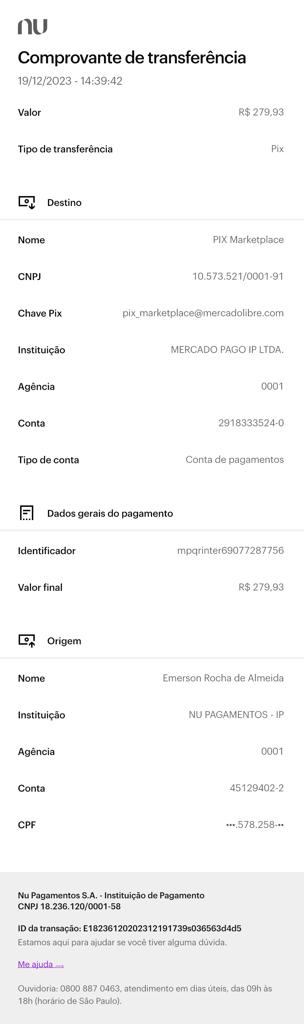 nu
Comprovante de transferência
19/12/2023 - 14:39:42
Valor R$ 279,93
Tipo de transferência Pix
Destino
Nome PIX Marketplace
CNPJ 10.573.521/0001-91
Chave Pix pix_marketplace@mercadolibre.com
Instituição MERCADO PAGO IP LTDA.
Agência 0001
Conta 2918333524-0
Tipo de conta Conta de pagamentos
Dados gerais do pagamento
Identificador mpqrinter69077287756
Valor final R$ 279,93
Origem
Nome Emerson Rocha de Almeida
Instituição NU PAGAMENTOS - IP
Agência 0001
Conta 45129402-2
CPF •••.578.258-••
Nu Pagamentos S.A. - Instituição de Pagamento
CNPJ 18.236.120/0001-58
ID da transação: E18236120202312191739s036563d4d5
Estamos aqui para ajudar se você tiver alguma dúvida.
Me ajuda →
Ouvidoria: 0800 887 0463, atendimento em dias úteis, das 09h às
18h (horário de São Paulo).